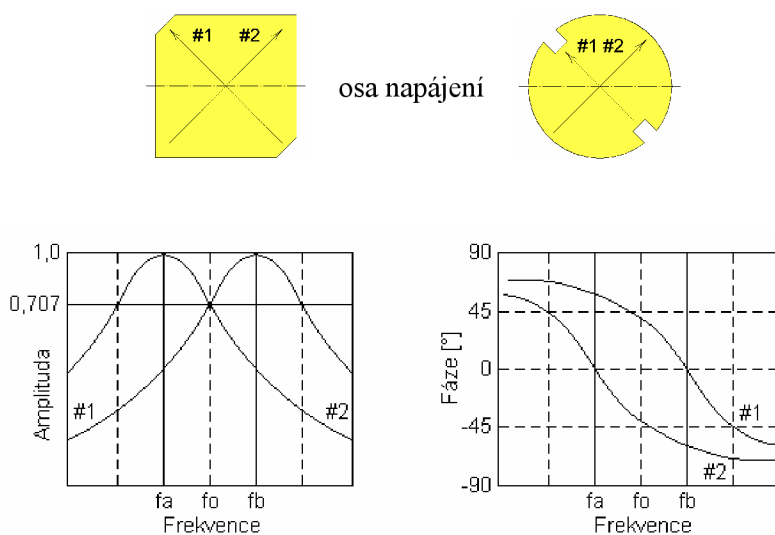 #1 #2
osa napájení
#1 #2
1,0
0,707
Amplituda
#1
#2
fa fo fb
Frekvence
90
45
0
-45
-90
Fáze [°]
#1
#2
fa fo fb
Frekvence